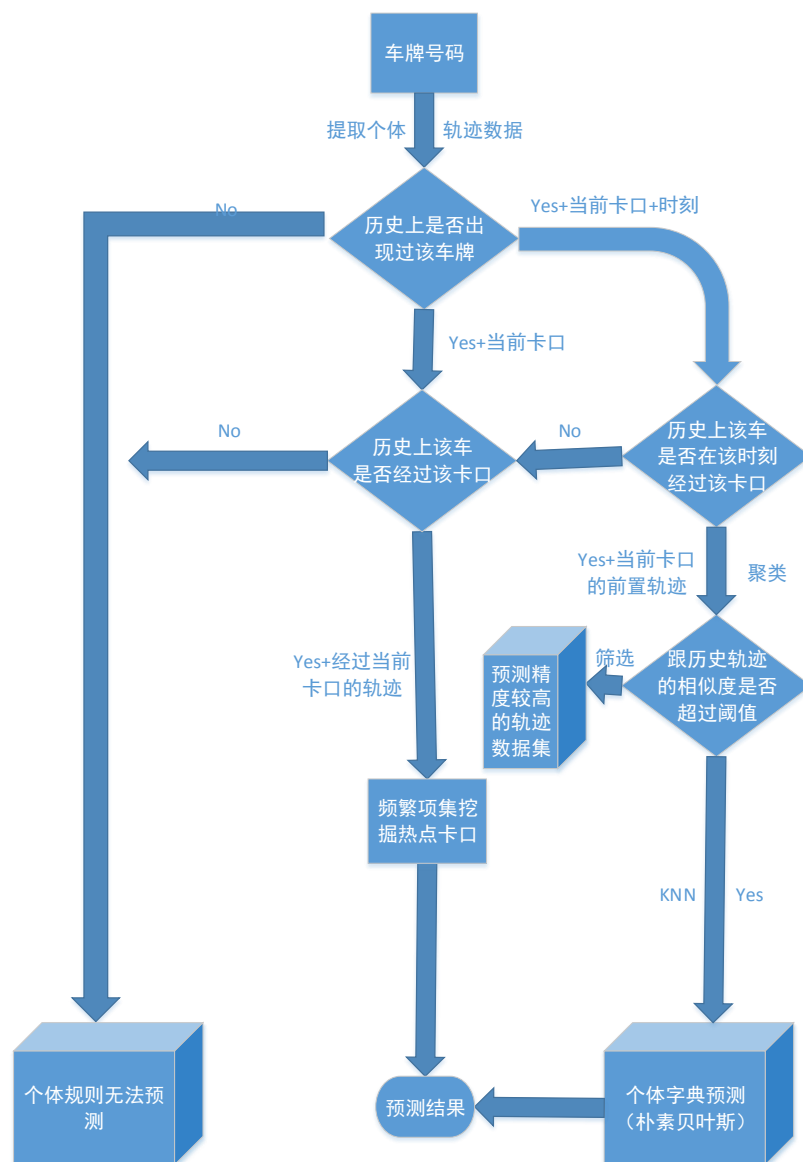 车牌号码
提取个体 轨迹数据
No
Yes+当前卡口+时刻
历史上是否出
现过该车牌
Yes+当前卡口
No
历史上该车
是否经过该卡口
No
历史上该车
是否在该时刻
经过该卡口
Yes+当前卡口
的前置轨迹
聚类
Yes+经过当前
卡口的轨迹
预测精
度较高
的轨迹
数据集
筛选
跟历史轨迹
的相似度是否
超过阈值
频繁项集挖
掘热点卡口
KNN Yes
个体规则无法预
测
预测结果
个体字典预测
（朴素贝叶斯）